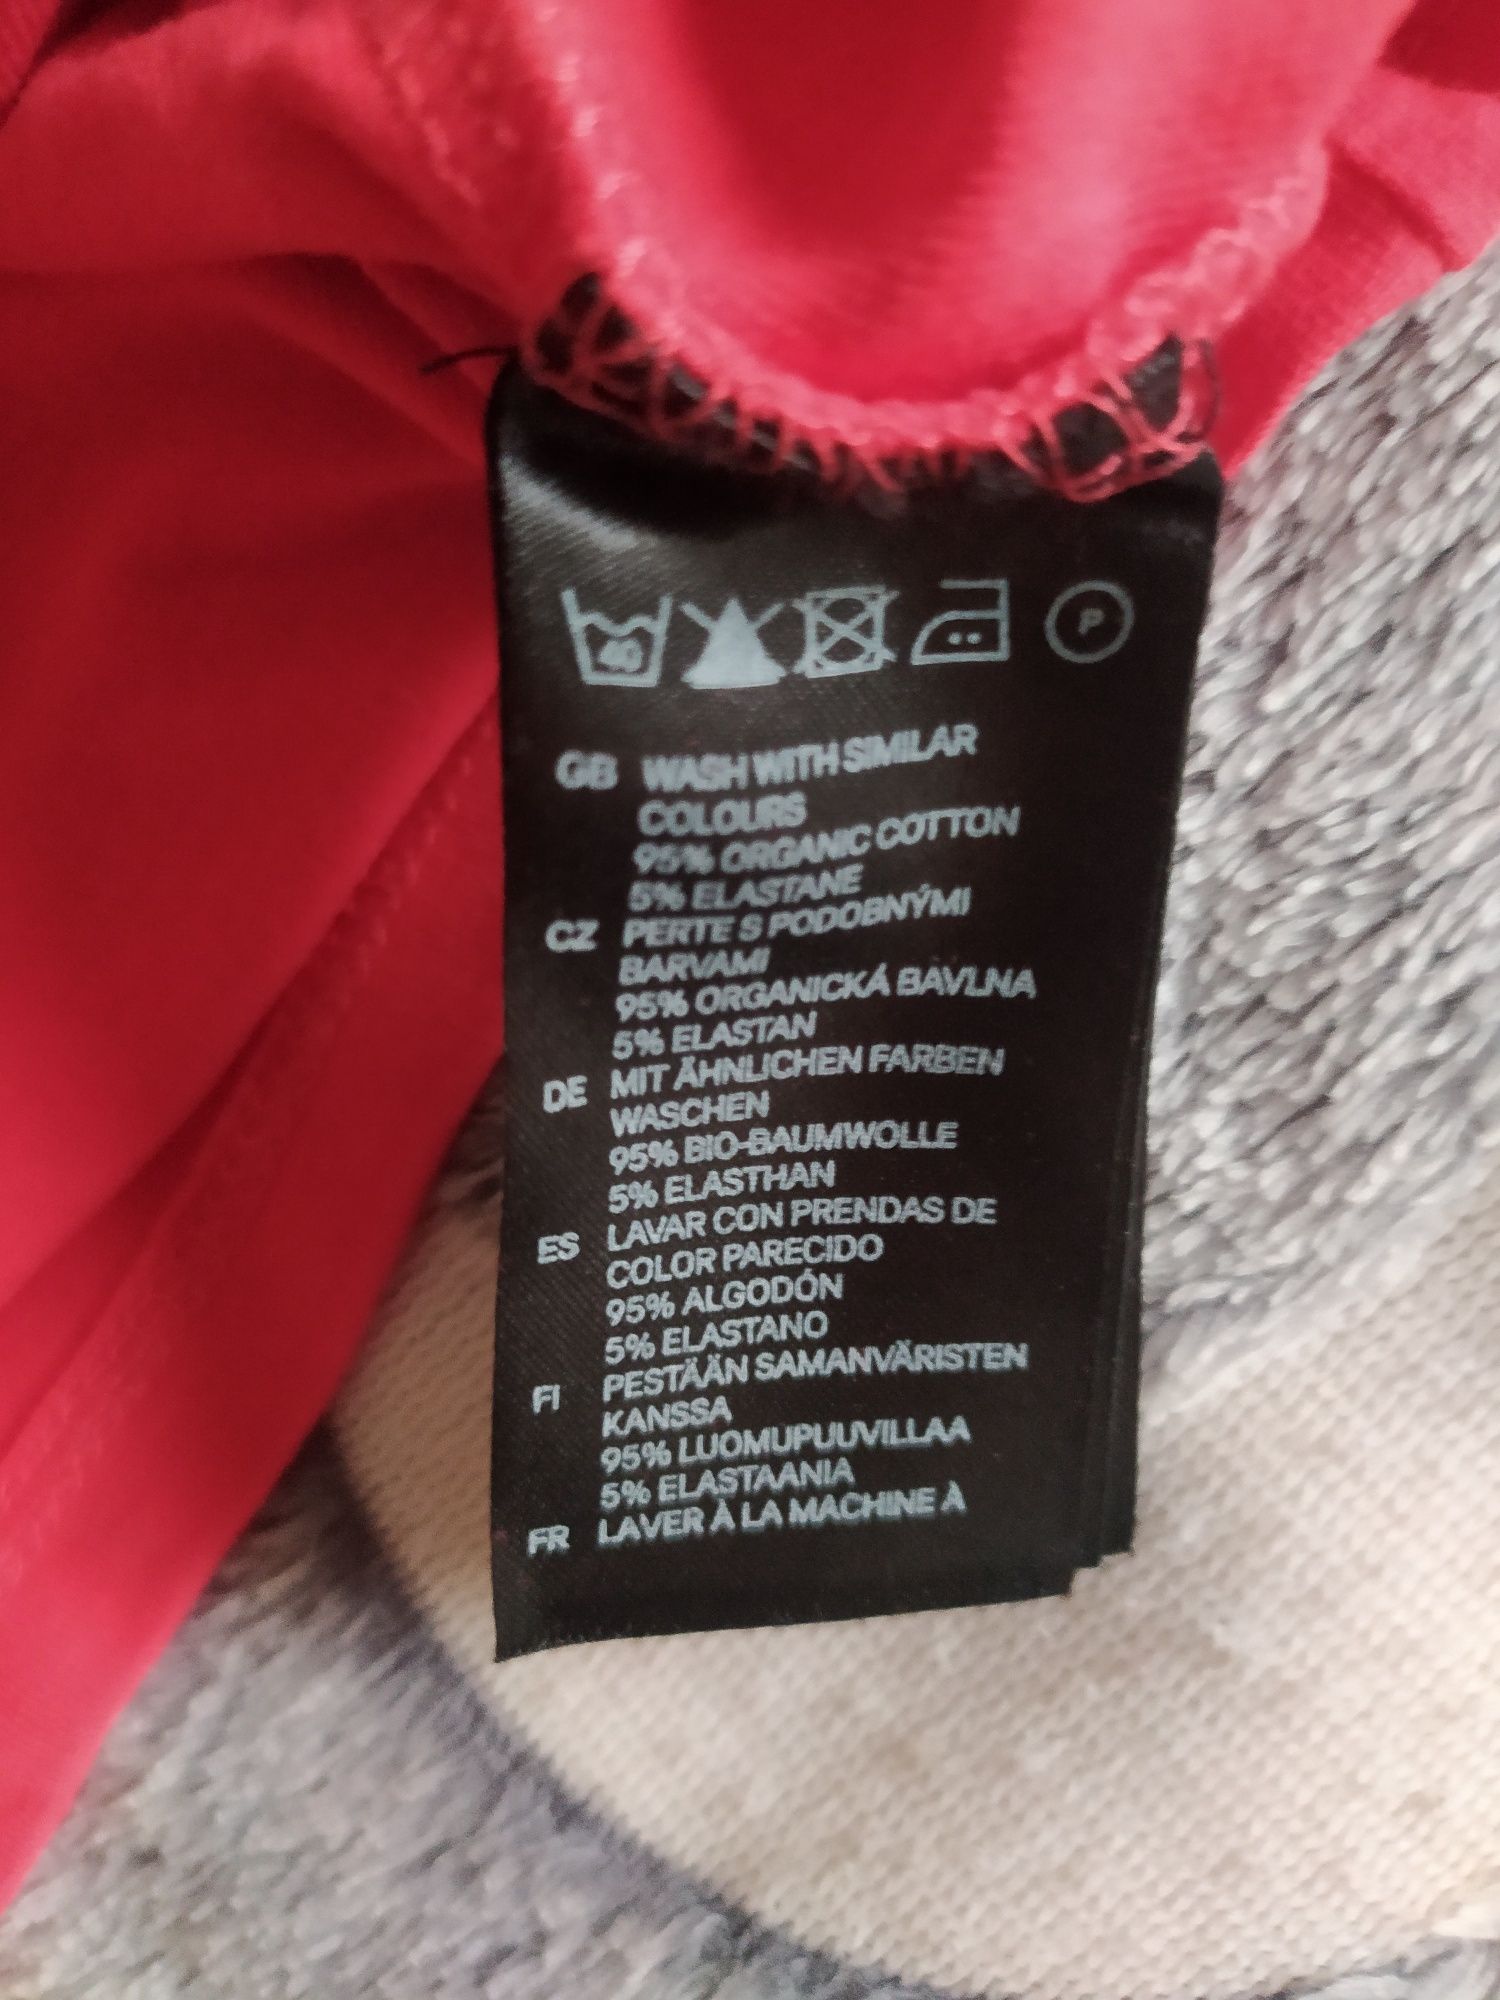 40 P
GB WASH WITH SIMILAR
COLOURS
95% ORGANIC COTTON
5% ELASTANE
CZ PERTE S PODOBNÝMI
BARVAMI
95% ORGANICKÁ BAVLNA
5% ELASTAN
DE MIT ÄHNLICHEN FARBEN
WASCHEN
95% BIO-BAUMWOLLE
5% ELASTHAN
ES LAVAR CON PRENDAS DE
COLOR PARECIDO
95% ALGODÓN
5% ELASTANO
FI PESTÄÄN SAMANVÄRISTEN
KANSSA
95% LUOMUPUUVILLAA
5% ELASTAANIA
FR LAVER À LA MACHINE À